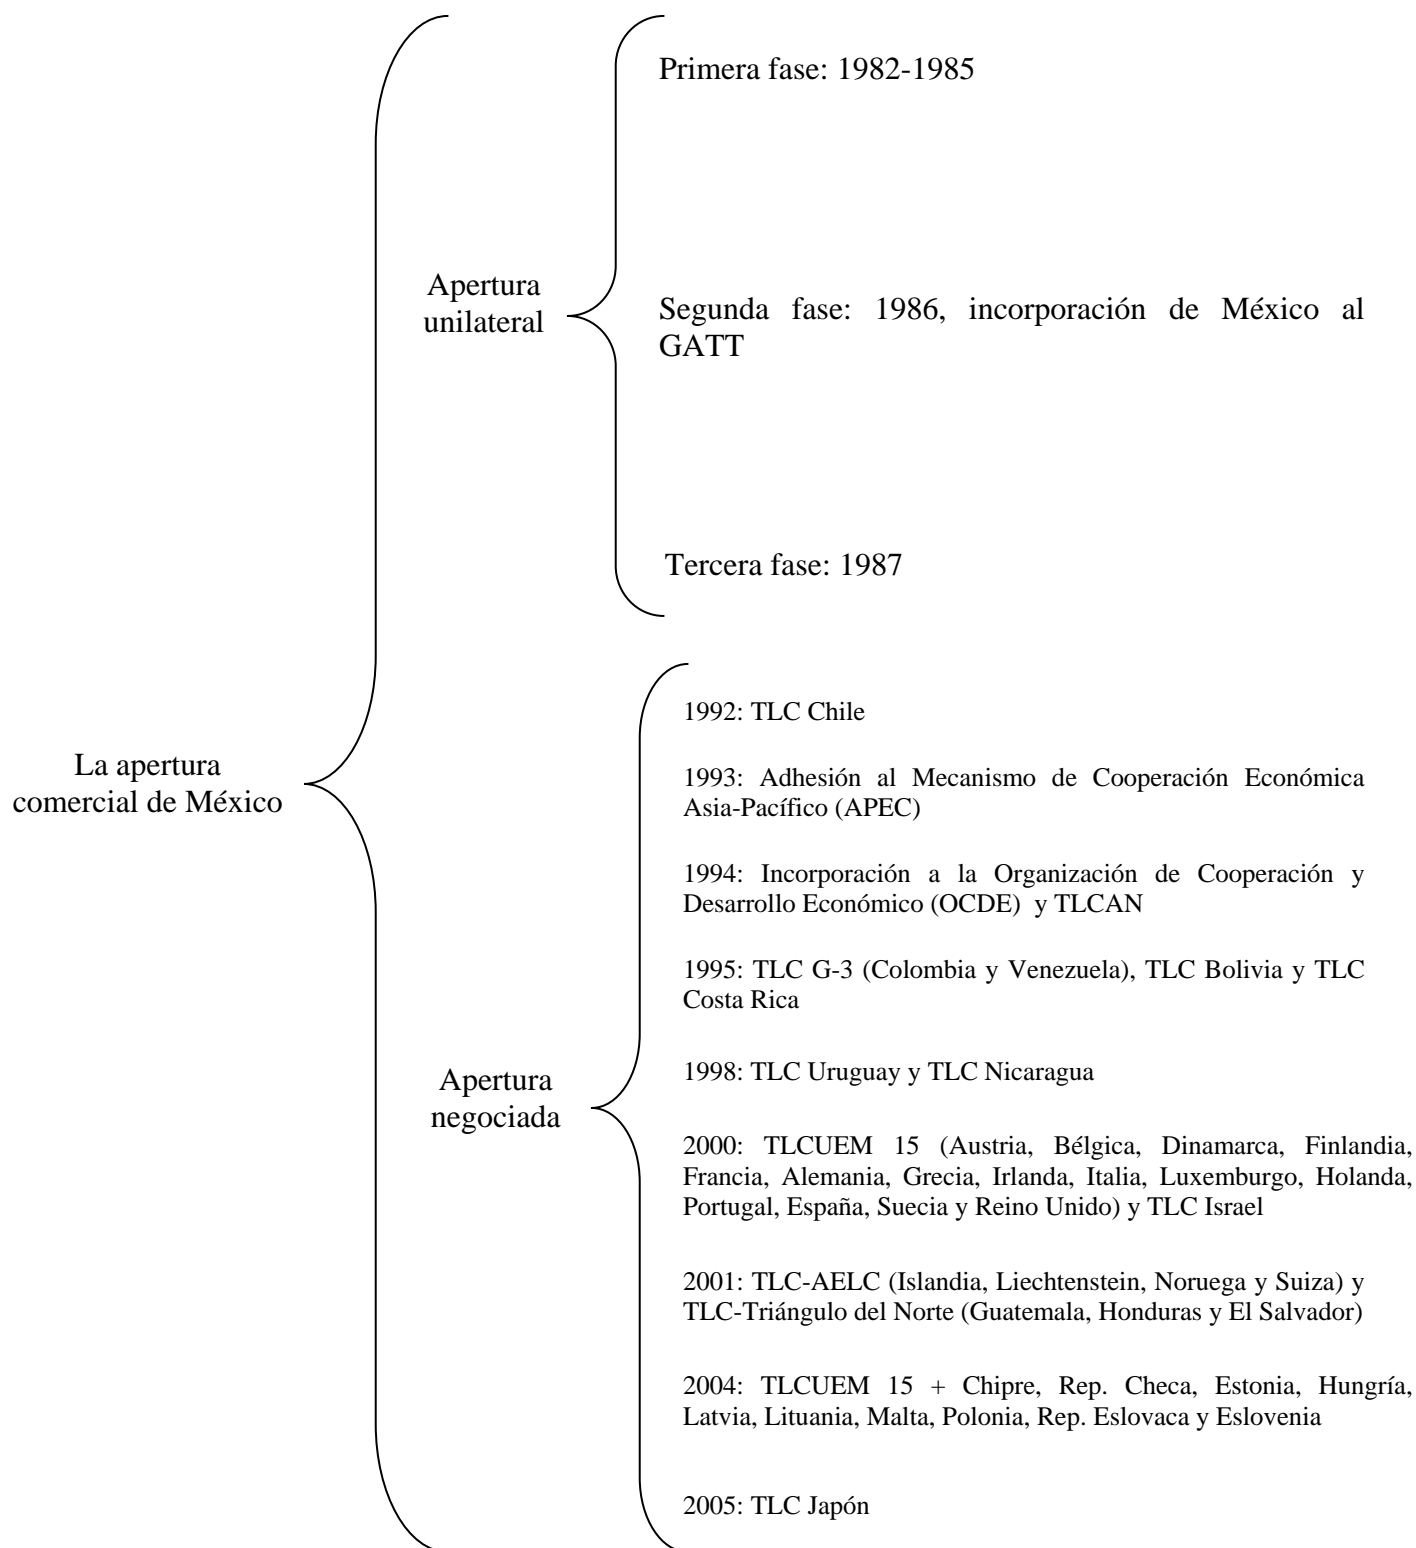 La apertura
comercial de México
Apertura
unilateral
Primera fase: 1982-1985
Segunda fase: 1986, incorporación de México al
GATT
Tercera fase: 1987
Apertura
negociada
1992: TLC Chile
1993: Adhesión al Mecanismo de Cooperación Económica
Asia-Pacífico (APEC)
1994: Incorporación a la Organización de Cooperación y
Desarrollo Económico (OCDE)  y TLCAN
1995: TLC G-3 (Colombia y Venezuela), TLC Bolivia y TLC
Costa Rica
1998: TLC Uruguay y TLC Nicaragua
2000: TLCUEM 15 (Austria, Bélgica, Dinamarca, Finlandia,
Francia, Alemania, Grecia, Irlanda, Italia, Luxemburgo, Holanda,
Portugal, España, Suecia y Reino Unido) y TLC Israel
2001: TLC-AELC (Islandia, Liechtenstein, Noruega y Suiza) y
TLC-Triángulo del Norte (Guatemala, Honduras y El Salvador)
2004: TLCUEM 15 + Chipre, Rep. Checa, Estonia, Hungría,
Latvia, Lituania, Malta, Polonia, Rep. Eslovaca y Eslovenia
2005: TLC Japón